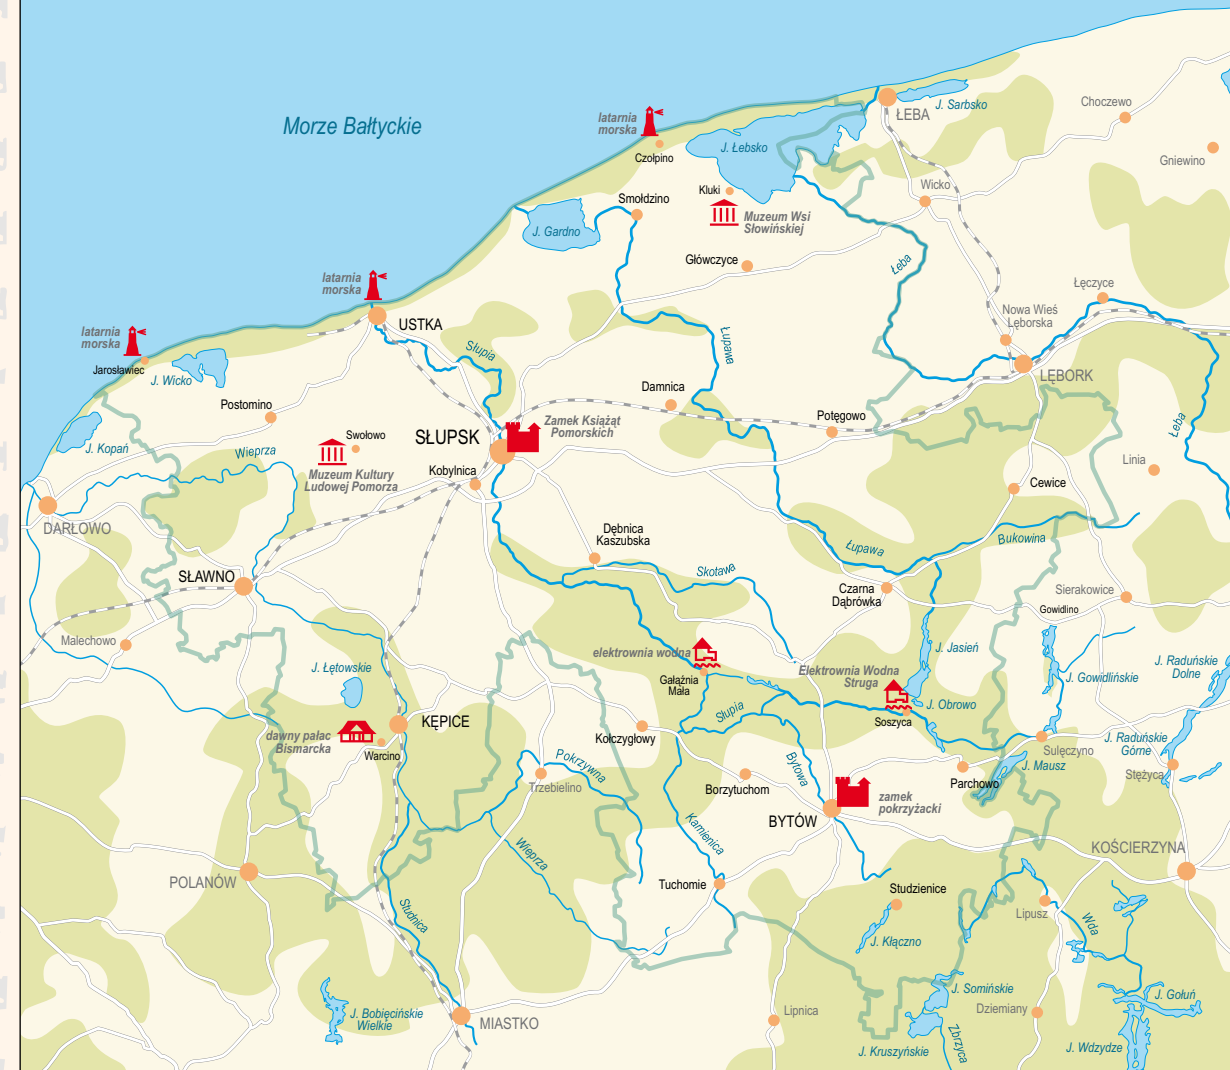 Morze Bałtyckie
latarnia
morska
Czołpino
ŁEBA
J. Sarbsko
Choczewo
Gniewino
J. Łebsko
Kluki
Wicko
Smołdzino
Muzeum Wsi
Słowińskiej
J. Gardno
Główczyce
Łeba
Łęczyce
latarnia
morska
USTKA
Nowa Wieś
Lęborska
latarnia
morska
Jarosławiec
J. Wicko
Słupia
Łupawa
LĘBORK
Damnica
Postomino
Potęgowo
Łeba
Zamek Książąt
Pomorskich
SŁUPSK
Swołowo
J. Kopań
Wieprza
Muzeum Kultury
Ludowej Pomorza
Kobylnica
Linia
Cewice
DARŁOWO
Dębnica
Kaszubska
Łupawa
Bukowina
SŁAWNO
Skotawa
Czarna
Dąbrówka
Sierakowice
Gowidlino
Malechowo
J. Łętowskie
elektrownia wodna
Gałąźnia
Mała
Elektrownia Wodna
Struga
J. Jasień
J. Gowidlińskie
J. Raduńskie
Dolne
Soszyca
J. Obrowo
Słupia
KĘPICE
dawny pałac
Bismarcka
Warcino
Kołczygłowy
Sulęczyno
J. Raduńskie
Górne
J. Mausz
Stężyca
Pokrzywna
Trzebielino
Bytowa
Borzytuchom
Parchowo
zamek
pokrzyżacki
BYTÓW
Kamienica
Wieprza
KOŚCIERZYNA
POLANÓW
Tuchomie
Studzienice
Lipusz
Studnica
Wda
J. Kłączno
J. Somińskie
J. Gołuń
Dziemiany
Lipnica
J. Bobięcińskie
Wielkie
MIASTKO
Zbrzyca
J. Kruszyńskie
J. Wdzydze